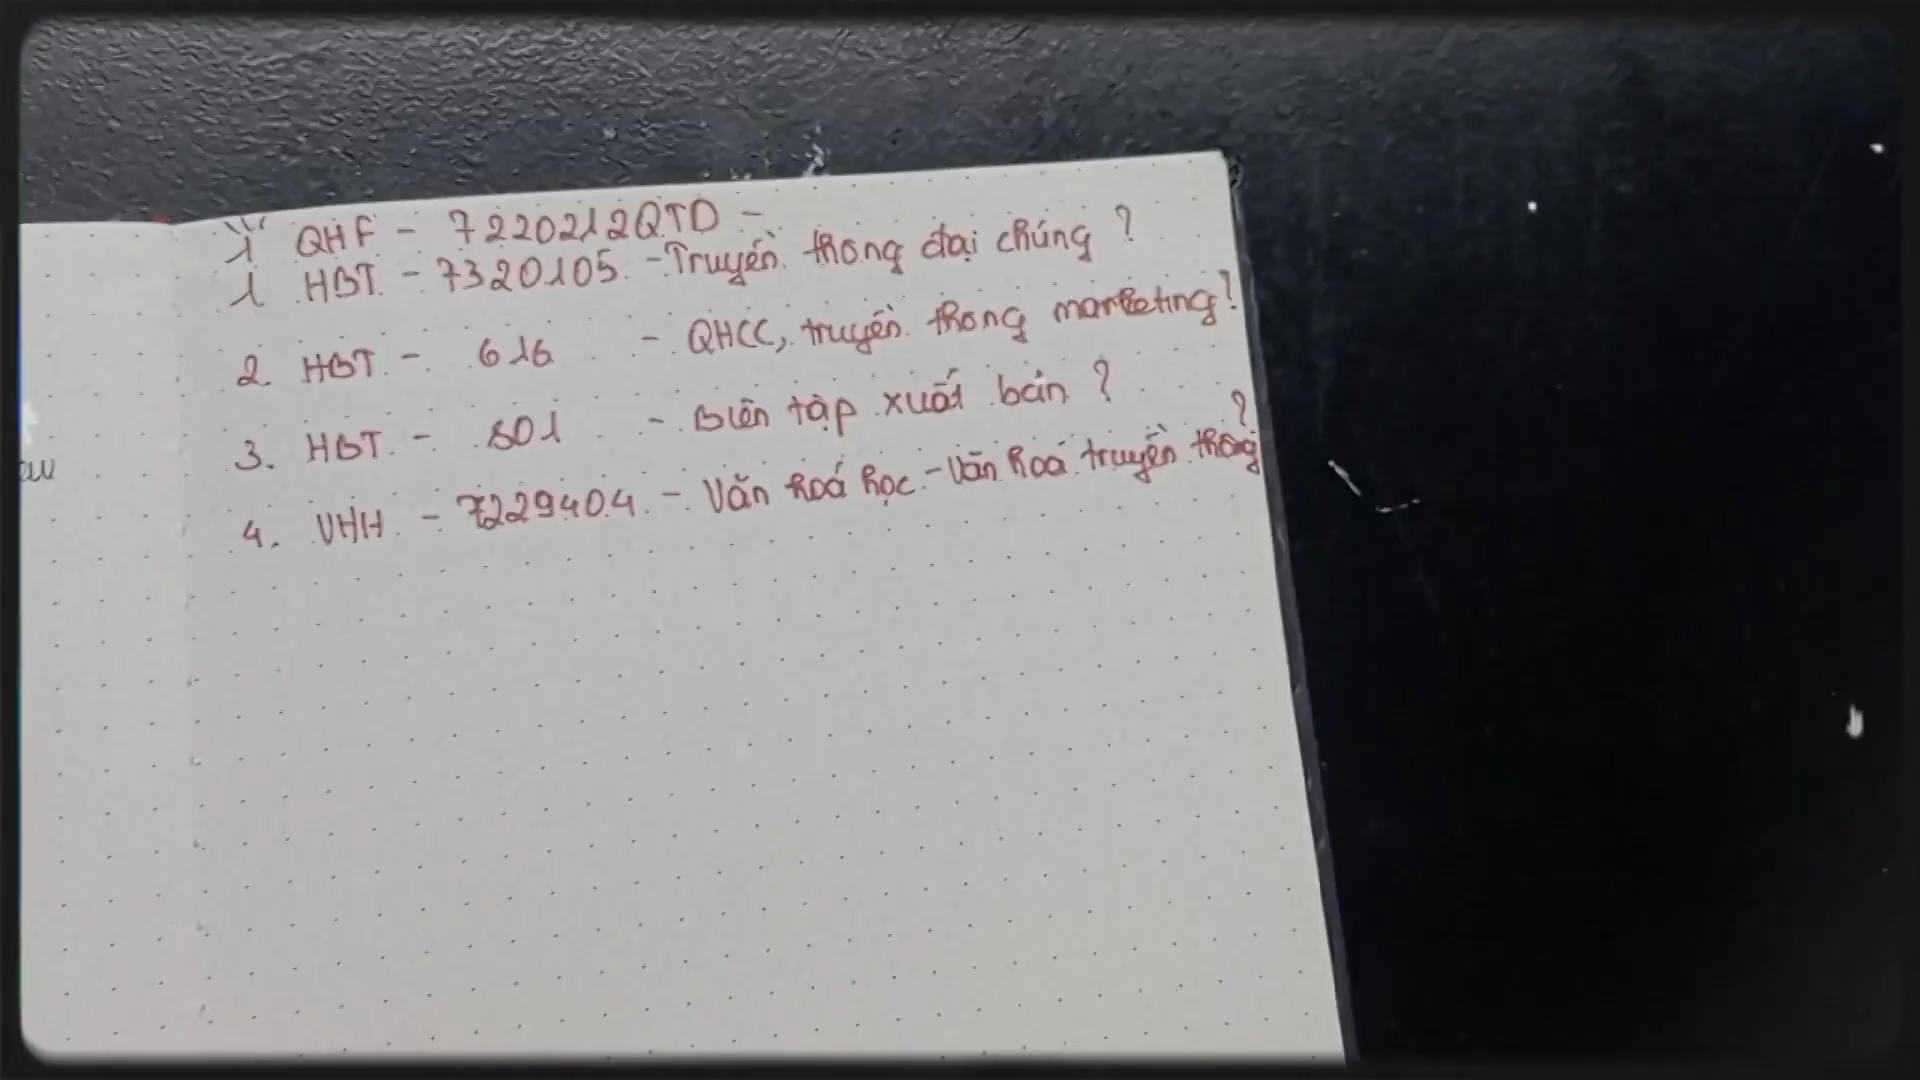 1 QHF - 7220212QTD -
1 HBT - 7320105 - Truyền thông đại chúng ?
2. HBT - 616 - QHCC, truyền thông marketing?
3. HBT - 801 - Biên tập xuất bản ?
4. VHH - 7229404 - Văn hoá học - Văn hoá truyền thông ?